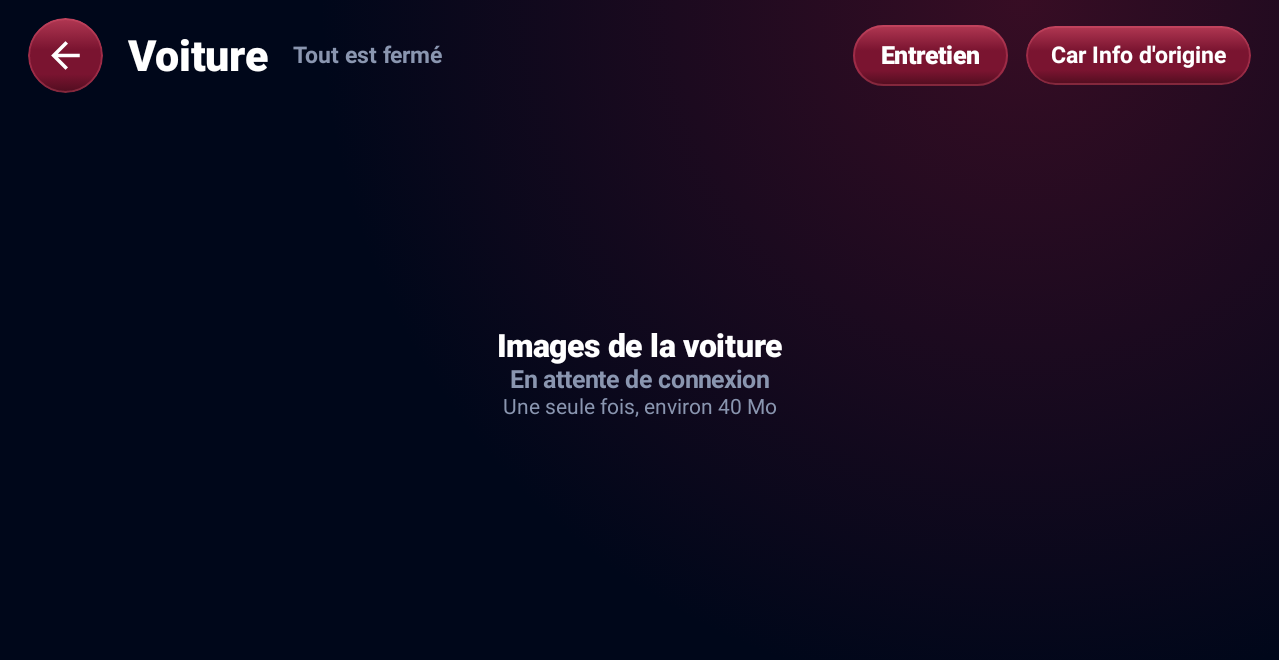 Voiture
Tout est fermé
Entretien
Car Info d'origine
Images de la voiture
En attente de connexion
Une seule fois, environ 40 Mo